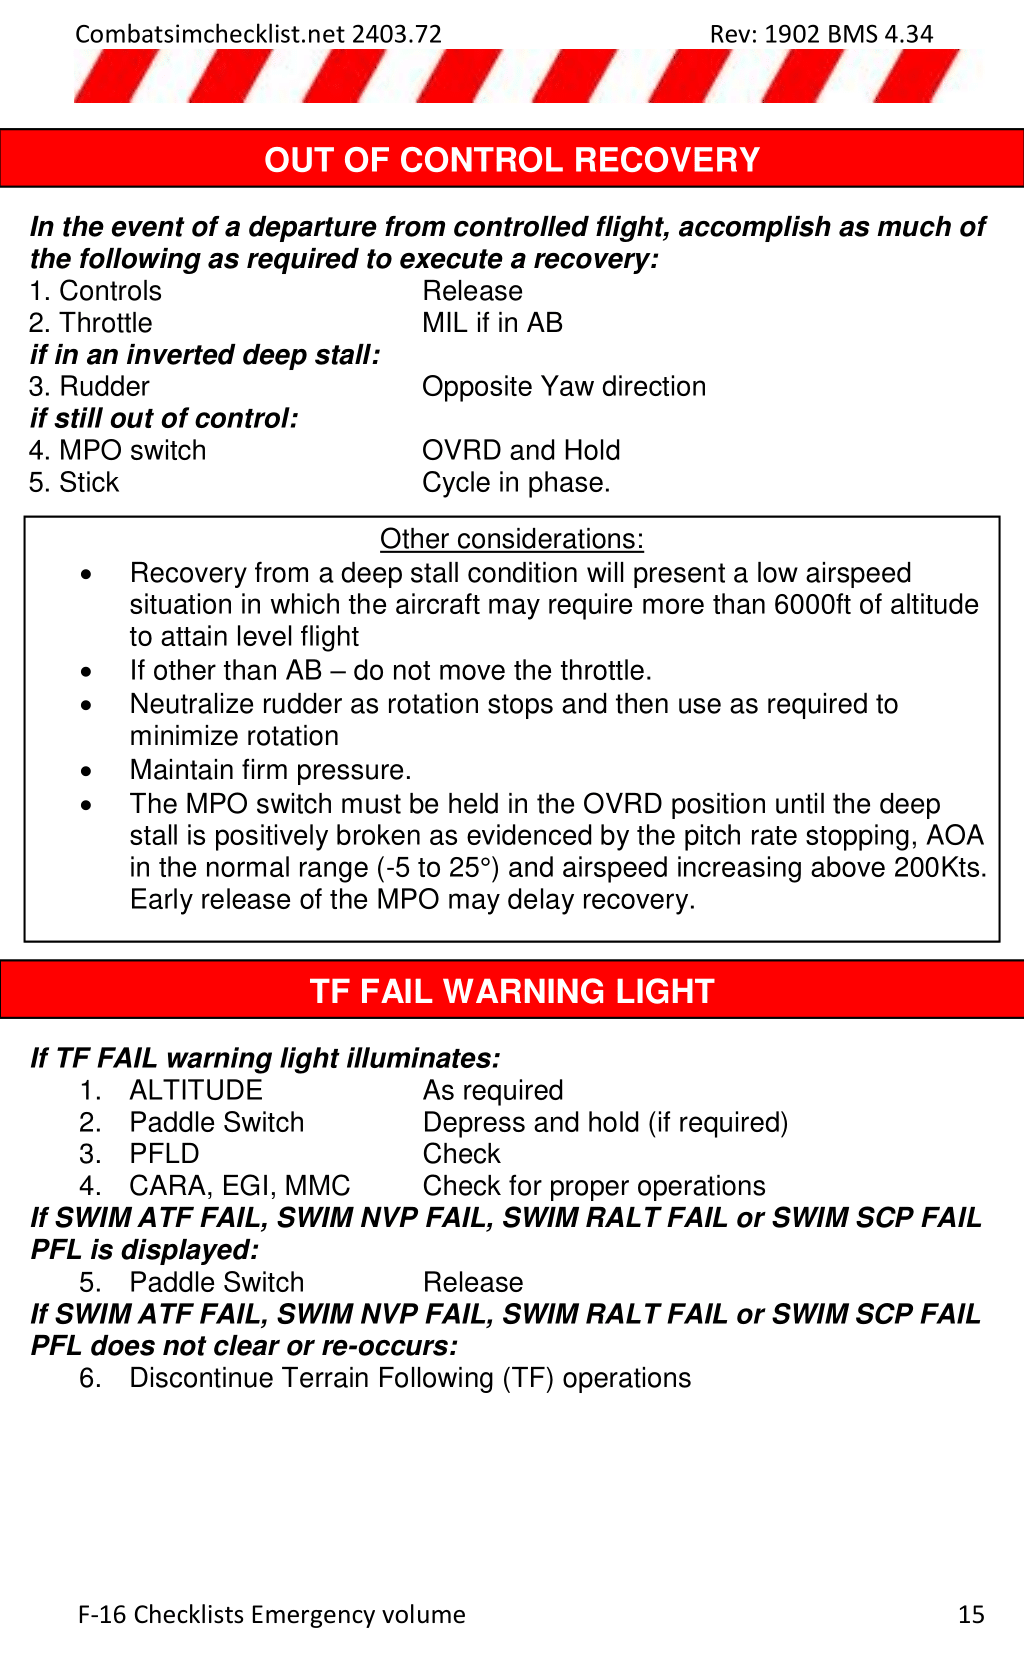 Combatsimchecklist.net 2403.72 Rev: 1902 BMS 4.34
OUT OF CONTROL RECOVERY
In the event of a departure from controlled flight, accomplish as much of
the following as required to execute a recovery:
1. Controls Release
2. Throttle MIL if in AB
if in an inverted deep stall:
3. Rudder Opposite Yaw direction
if still out of control:
4. MPO switch OVRD and Hold
5. Stick Cycle in phase.
Other considerations:
• Recovery from a deep stall condition will present a low airspeed
situation in which the aircraft may require more than 6000ft of altitude
to attain level flight
• If other than AB – do not move the throttle.
• Neutralize rudder as rotation stops and then use as required to
minimize rotation
• Maintain firm pressure.
• The MPO switch must be held in the OVRD position until the deep
stall is positively broken as evidenced by the pitch rate stopping, AOA
in the normal range (-5 to 25°) and airspeed increasing above 200Kts.
Early release of the MPO may delay recovery.
TF FAIL WARNING LIGHT
If TF FAIL warning light illuminates:
1. ALTITUDE As required
2. Paddle Switch Depress and hold (if required)
3. PFLD Check
4. CARA, EGI, MMC Check for proper operations
If SWIM ATF FAIL, SWIM NVP FAIL, SWIM RALT FAIL or SWIM SCP FAIL
PFL is displayed:
5. Paddle Switch Release
If SWIM ATF FAIL, SWIM NVP FAIL, SWIM RALT FAIL or SWIM SCP FAIL
PFL does not clear or re-occurs:
6. Discontinue Terrain Following (TF) operations
F-16 Checklists Emergency volume 15